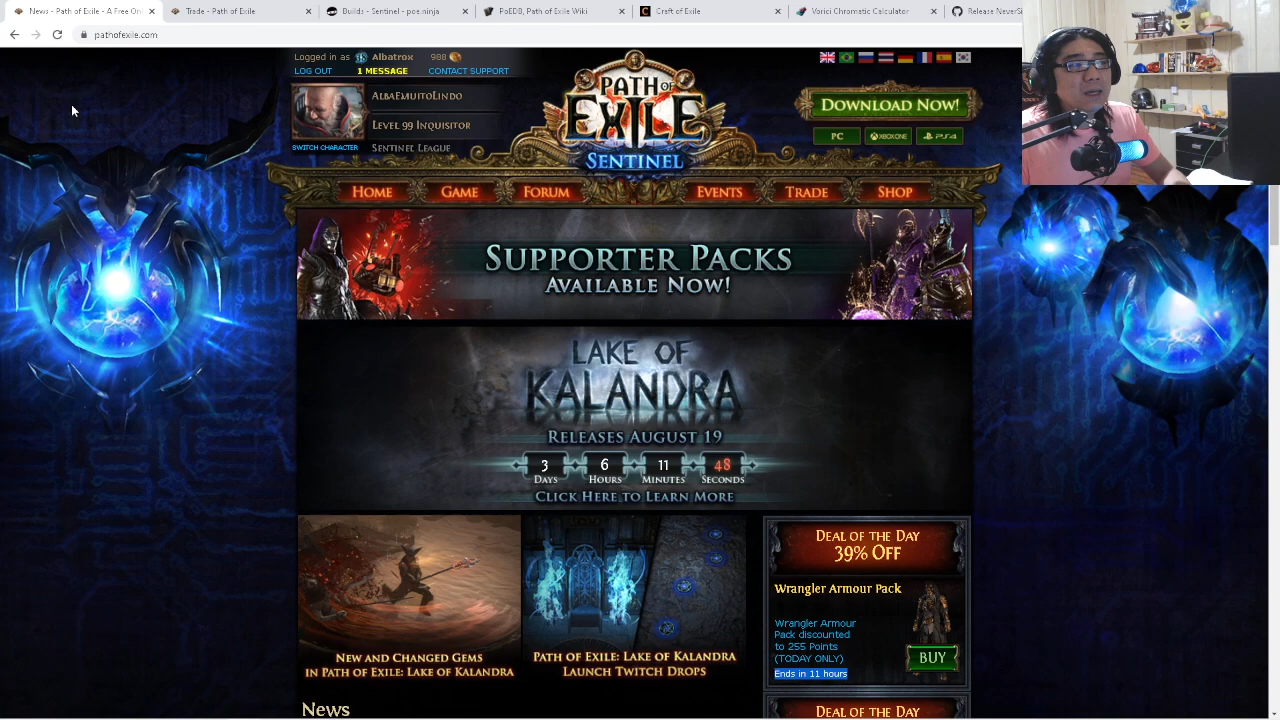 News - Path of Exile - A Free Onl
Trade - Path of Exile
Builds - Sentinel - poe.ninja
PoEDB, Path of Exile Wiki
Craft of Exile
Vorici Chromatic Calculator
pathofexile.com
Logged in as Albatrox
LOG OUT 1 MESSAGE CONTACT SUPPORT
AlbaEMuitoLindo
Level 99 Inquisitor
SWITCH CHARACTER Sentinel League
PATH OF EXILE
SENTINEL
DOWNLOAD NOW!
PC XBOX ONE PS4
HOME GAME FORUM EVENTS TRADE SHOP
SUPPORTER PACKS
AVAILABLE NOW!
LAKE OF
KALANDRA
RELEASES AUGUST 19
3 6 11 48
DAYS HOURS MINUTES SECONDS
CLICK HERE TO LEARN MORE
NEW AND CHANGED GEMS
IN PATH OF EXILE: LAKE OF KALANDRA
PATH OF EXILE: LAKE OF KALANDRA
LAUNCH TWITCH DROPS
DEAL OF THE DAY
39% OFF
Wrangler Armour Pack
Wrangler Armour
Pack discounted
to 255 Points
(TODAY ONLY)
Ends in 11 hours
BUY
News
DEAL OF THE DAY